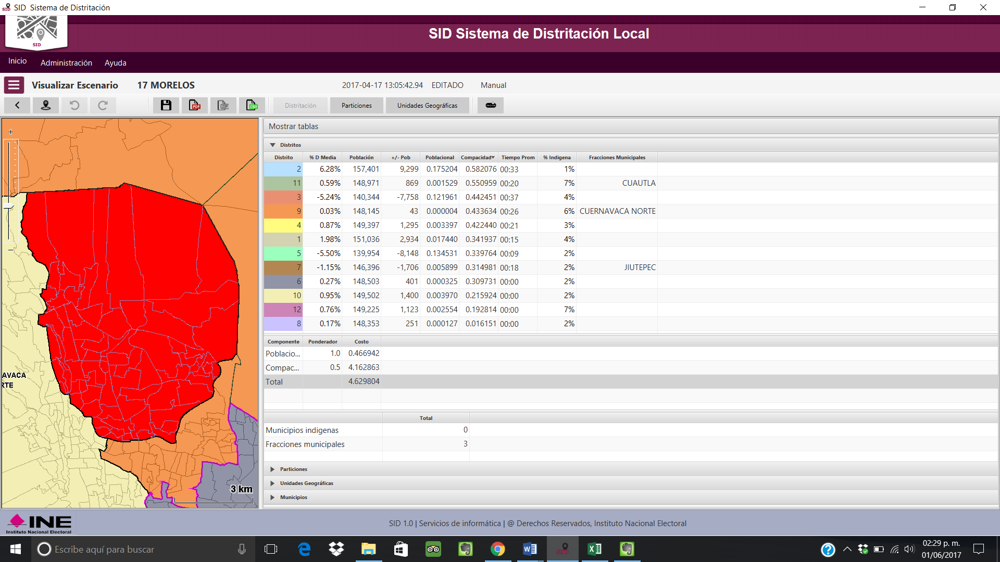 SID Sistema de Distritación
SID
SID Sistema de Distritación Local
Inicio Administración Ayuda
Visualizar Escenario 17 MORELOS 2017-04-17 13:05:42.94 EDITADO Manual
PDF ZIP CSV Distritación Particiones Unidades Geográficas
Mostrar tablas
Distritos
Distrito % D Media Población +/- Pob Poblacional Compacidad Tiempo Prom % Indigena Fracciones Municipales
2 6.28% 157,401 9,299 0.175204 0.582076 00:33 1%
11 0.59% 148,971 869 0.001529 0.550959 00:20 7% CUAUTLA
3 -5.24% 140,344 -7,758 0.121961 0.442451 00:37 4%
9 0.03% 148,145 43 0.000004 0.433634 00:26 6% CUERNAVACA NORTE
4 0.87% 149,397 1,295 0.003397 0.422440 00:21 3%
1 1.98% 151,036 2,934 0.017440 0.341937 00:15 4%
5 -5.50% 139,954 -8,148 0.134531 0.339764 00:09 2%
7 -1.15% 146,396 -1,706 0.005899 0.314981 00:18 2% JIUTEPEC
6 0.27% 148,503 401 0.000325 0.309731 00:00 2%
10 0.95% 149,502 1,400 0.003970 0.215924 00:00 2%
12 0.76% 149,225 1,123 0.002554 0.192814 00:00 7%
8 0.17% 148,353 251 0.000127 0.016151 00:00 2%
Componente Ponderador Costo
Poblacio... 1.0 0.466942
Compac... 0.5 4.162863
Total 4.629804
Total
Municipios indigenas 0
Fracciones municipales 3
Particiones
Unidades Geográficas
Municipios
+
−
AVACA
RTE
3 km
INE
Instituto Nacional Electoral
SID 1.0 | Servicios de informática | @ Derechos Reservados, Instituto Nacional Electoral
Escribe aquí para buscar
SID
02:29 p. m.
01/06/2017